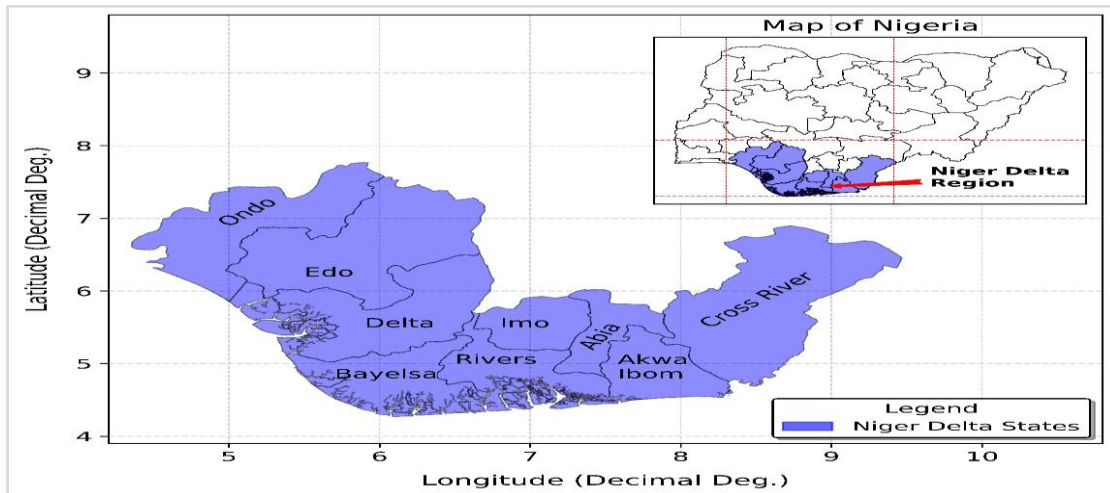 Map of Nigeria
Niger Delta
Region
9
8
7
6
5
4
Latitude (Decimal Deg.)
Ondo
Edo
Delta
Imo
Abia
Cross River
Rivers
Akwa
Ibom
Bayelsa
Legend
Niger Delta States
5 6 7 8 9 10
Longitude (Decimal Deg.)